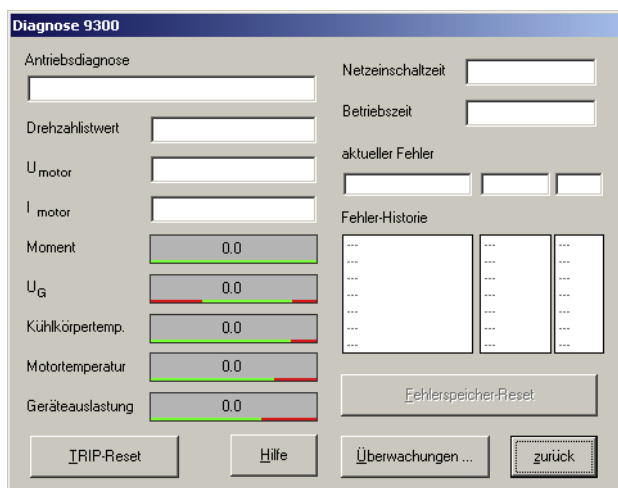 Diagnose 9300
Antriebsdiagnose
Netzeinschaltzeit
Betriebszeit
Drehzahlistwert
aktueller Fehler
U motor
I motor
Fehler-Historie
Moment 0.0
--- --- ---
--- --- ---
UG 0.0
--- --- ---
--- --- ---
Kühlkörpertemp. 0.0
--- --- ---
--- --- ---
--- --- ---
Motortemperatur 0.0
Fehlerspeicher-Reset
Geräteauslastung 0.0
TRIP-Reset Hilfe Überwachungen ... zurück